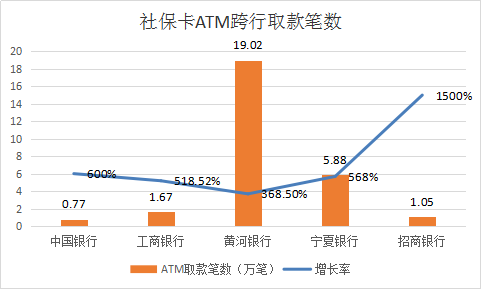 社保卡ATM跨行取款笔数
19.02
20
18
16
14
12
10
8
6
4
2
0
600%
518.52%
368.50%
568%
1500%
0.77
1.67
5.88
1.05
中国银行
工商银行
黄河银行
宁夏银行
招商银行
ATM取款笔数（万笔）
增长率